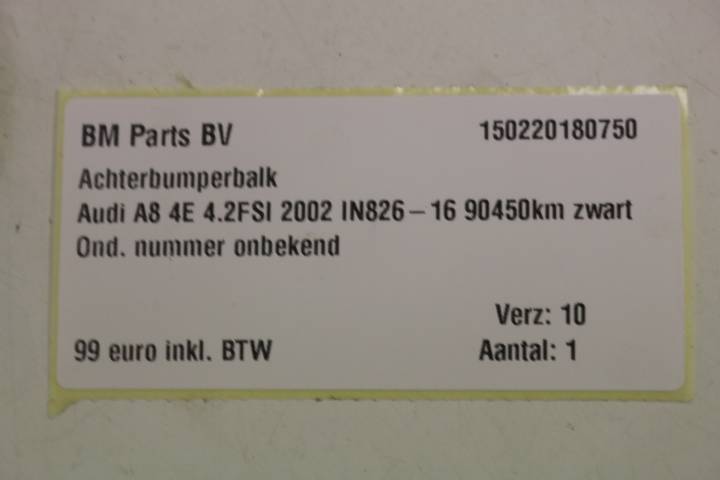 BM Parts BV 150220180750
Achterbumperbalk
Audi A8 4E 4.2FSI 2002 IN826-16 90450km zwart
Ond. nummer onbekend
Verz: 10
99 euro inkl. BTW Aantal: 1